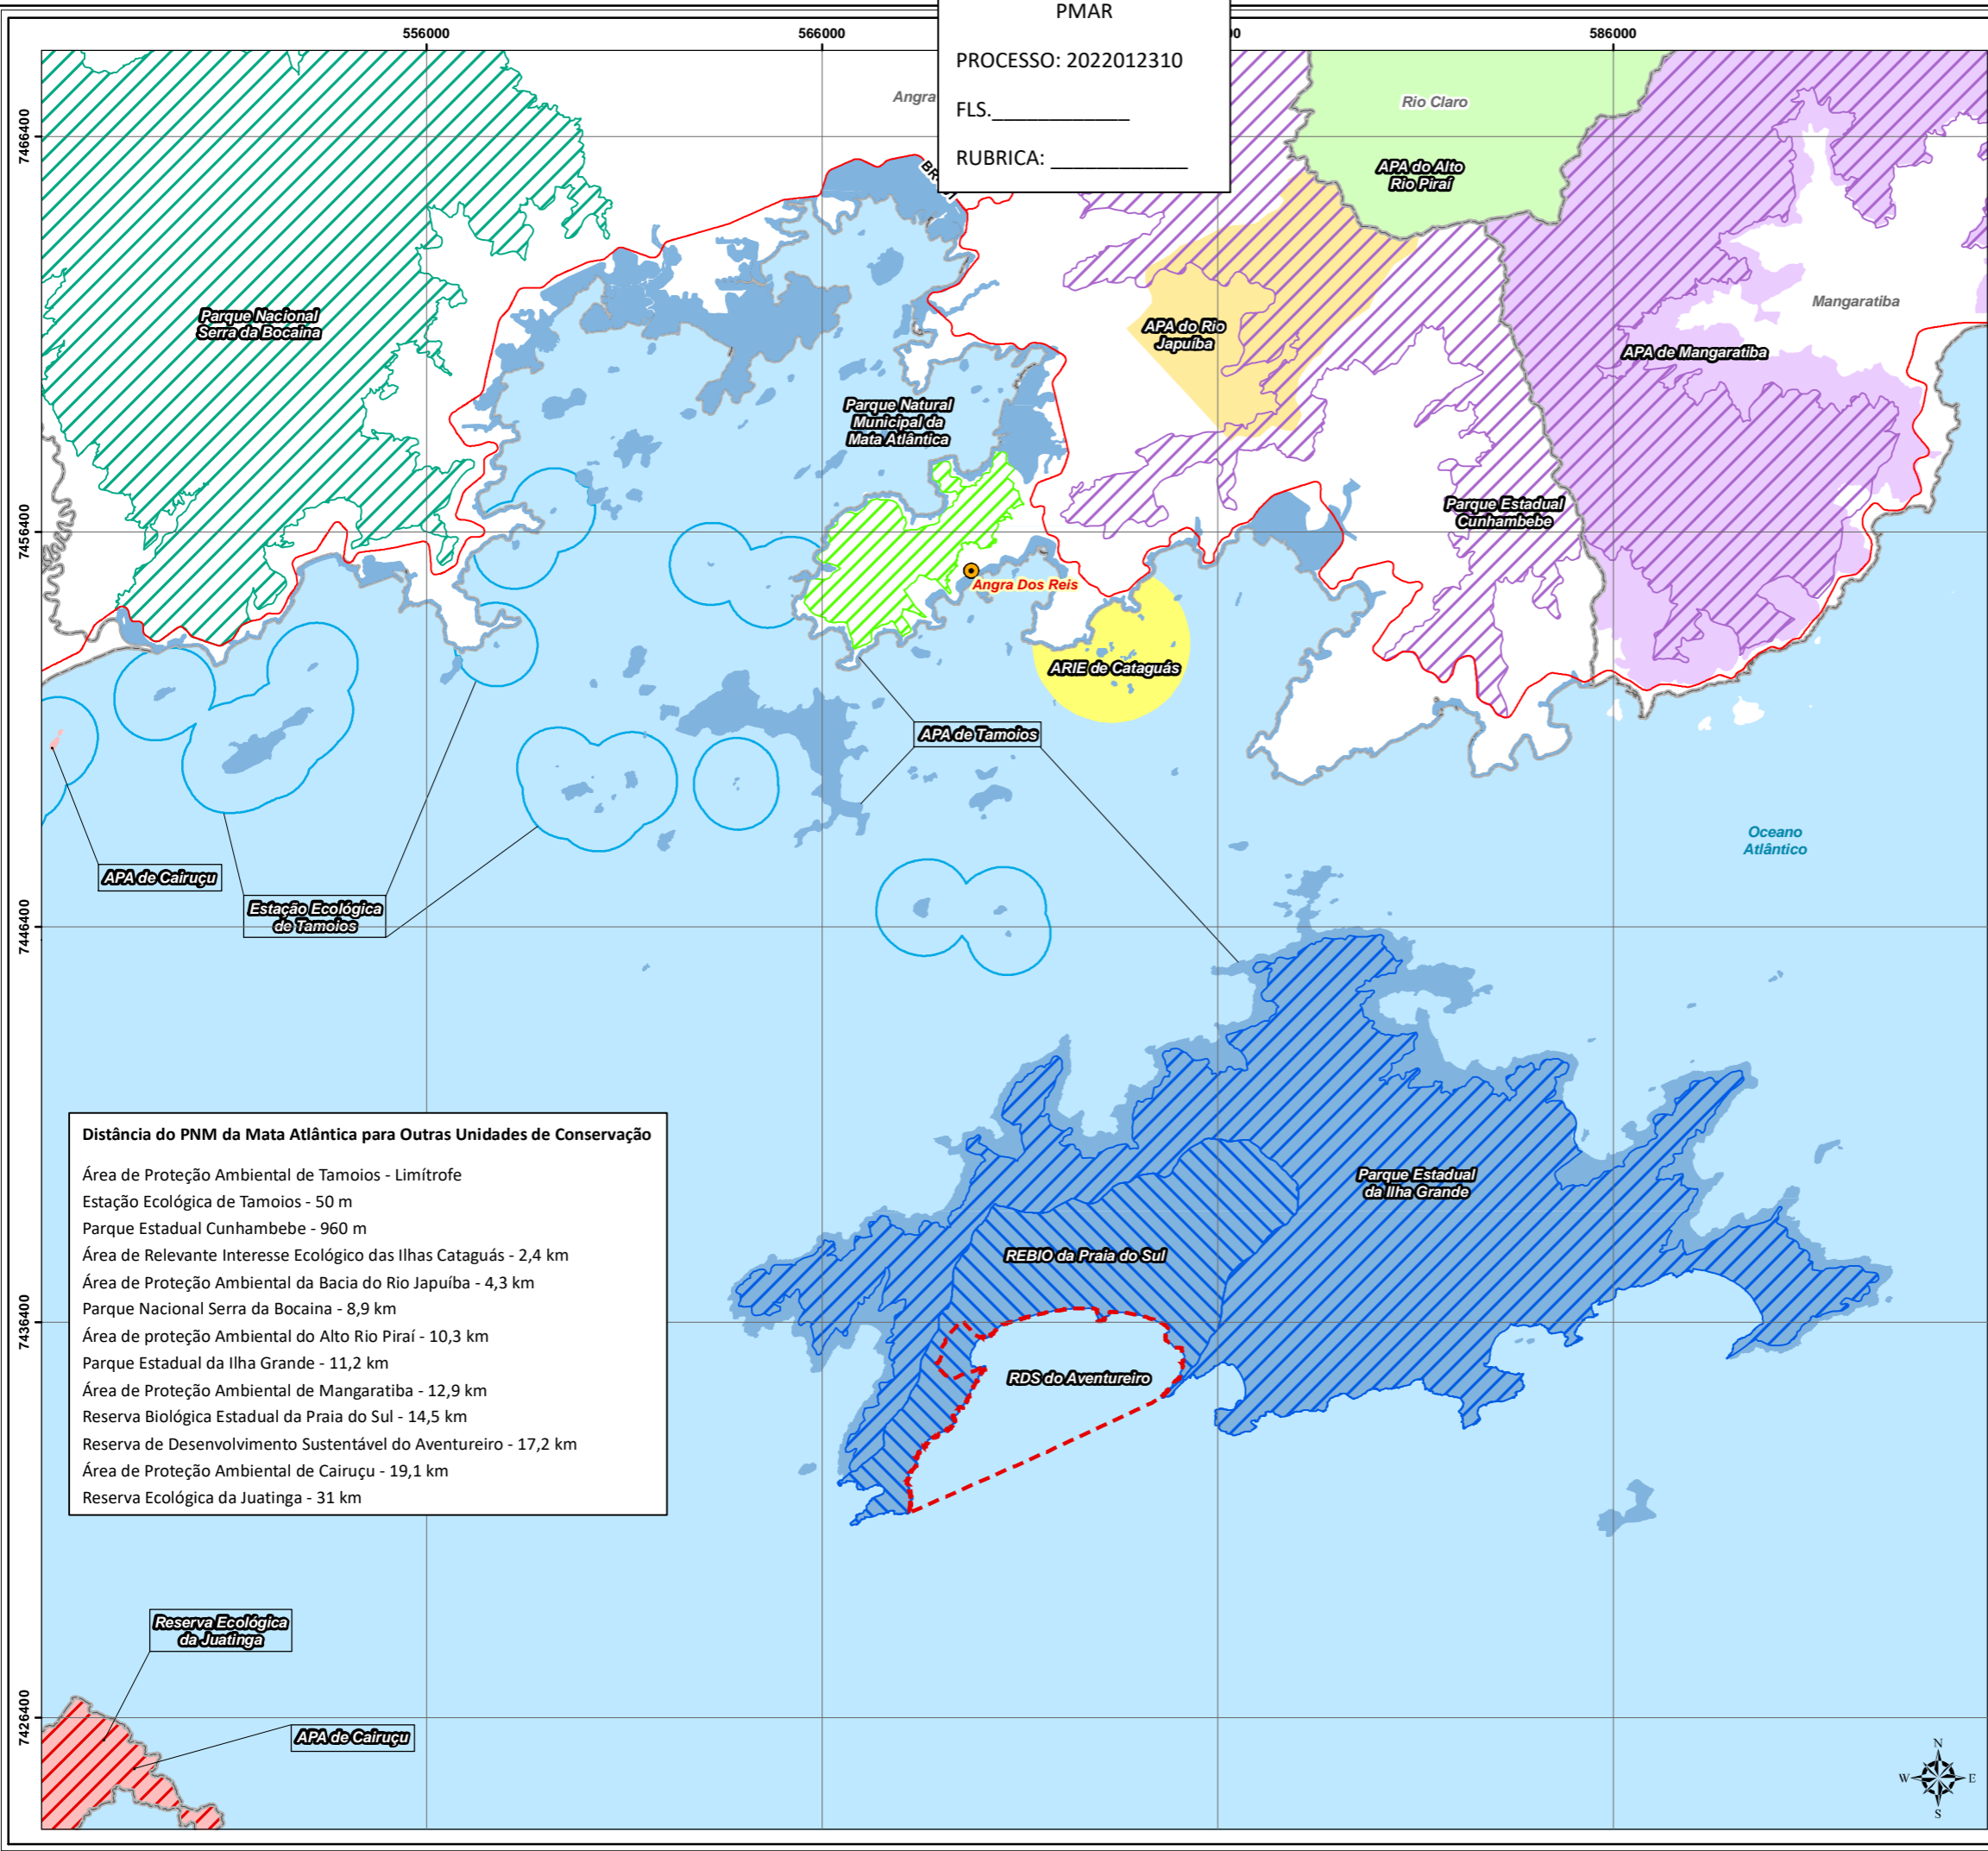 PMAR
PROCESSO: 2022012310
FLS.____________
RUBRICA: ____________
556000
566000
00
586000
7466400
7456400
7446400
7436400
7426400
Angra
Rio Claro
APA do Alto
Rio Piraí
BR-
Parque Nacional
Serra da Bocaina
APA do Rio
Japuíba
Mangaratiba
APA de Mangaratiba
Parque Natural
Municipal da
Mata Atlântica
Parque Estadual
Cunhambebe
Angra Dos Reis
ARIE de Cataguás
APA de Tamoios
Oceano
Atlântico
APA de Cairuçu
Estação Ecológica
de Tamoios
Distância do PNM da Mata Atlântica para Outras Unidades de Conservação
Área de Proteção Ambiental de Tamoios - Limítrofe
Estação Ecológica de Tamoios - 50 m
Parque Estadual Cunhambebe - 960 m
Área de Relevante Interesse Ecológico das Ilhas Cataguás - 2,4 km
Área de Proteção Ambiental da Bacia do Rio Japuíba - 4,3 km
Parque Nacional Serra da Bocaina - 8,9 km
Área de proteção Ambiental do Alto Rio Piraí - 10,3 km
Parque Estadual da Ilha Grande - 11,2 km
Área de Proteção Ambiental de Mangaratiba - 12,9 km
Reserva Biológica Estadual da Praia do Sul - 14,5 km
Reserva de Desenvolvimento Sustentável do Aventureiro - 17,2 km
Área de Proteção Ambiental de Cairuçu - 19,1 km
Reserva Ecológica da Juatinga - 31 km
Parque Estadual
da Ilha Grande
REBIO da Praia do Sul
RDS do Aventureiro
Reserva Ecológica
da Juatinga
APA de Cairuçu
N
W
E
S